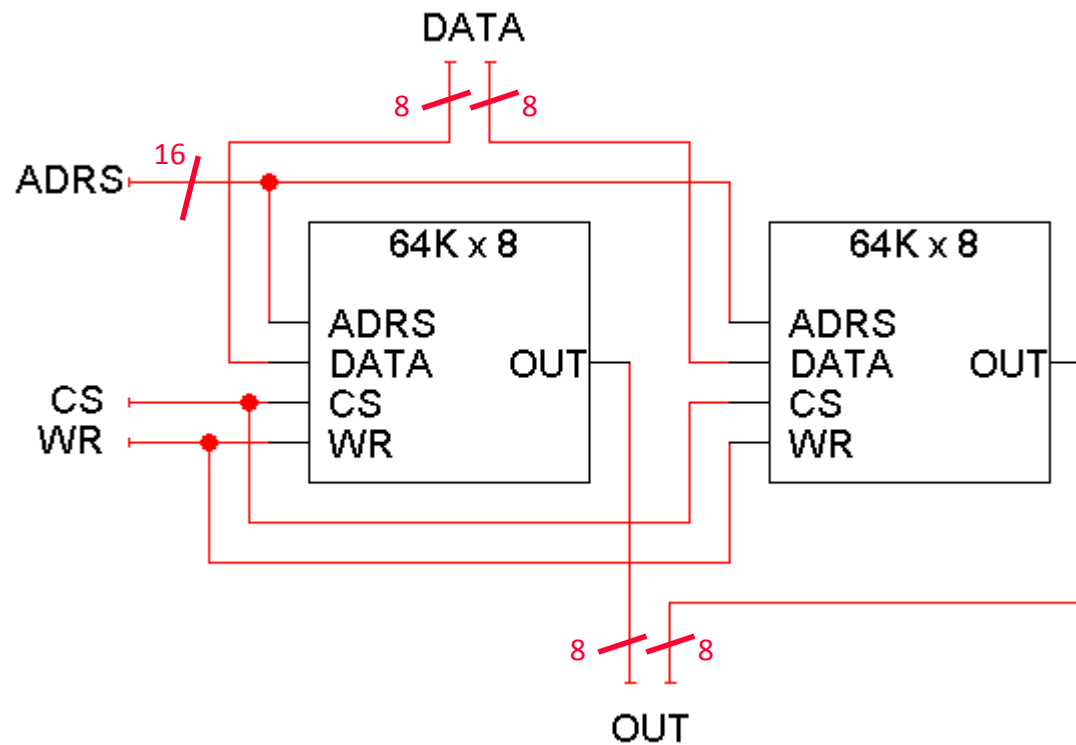 DATA
8 8
16
ADRS
64K x 8 64K x 8
ADRS ADRS
DATA OUT DATA OUT
CS CS CS
WR WR WR
8 8
OUT